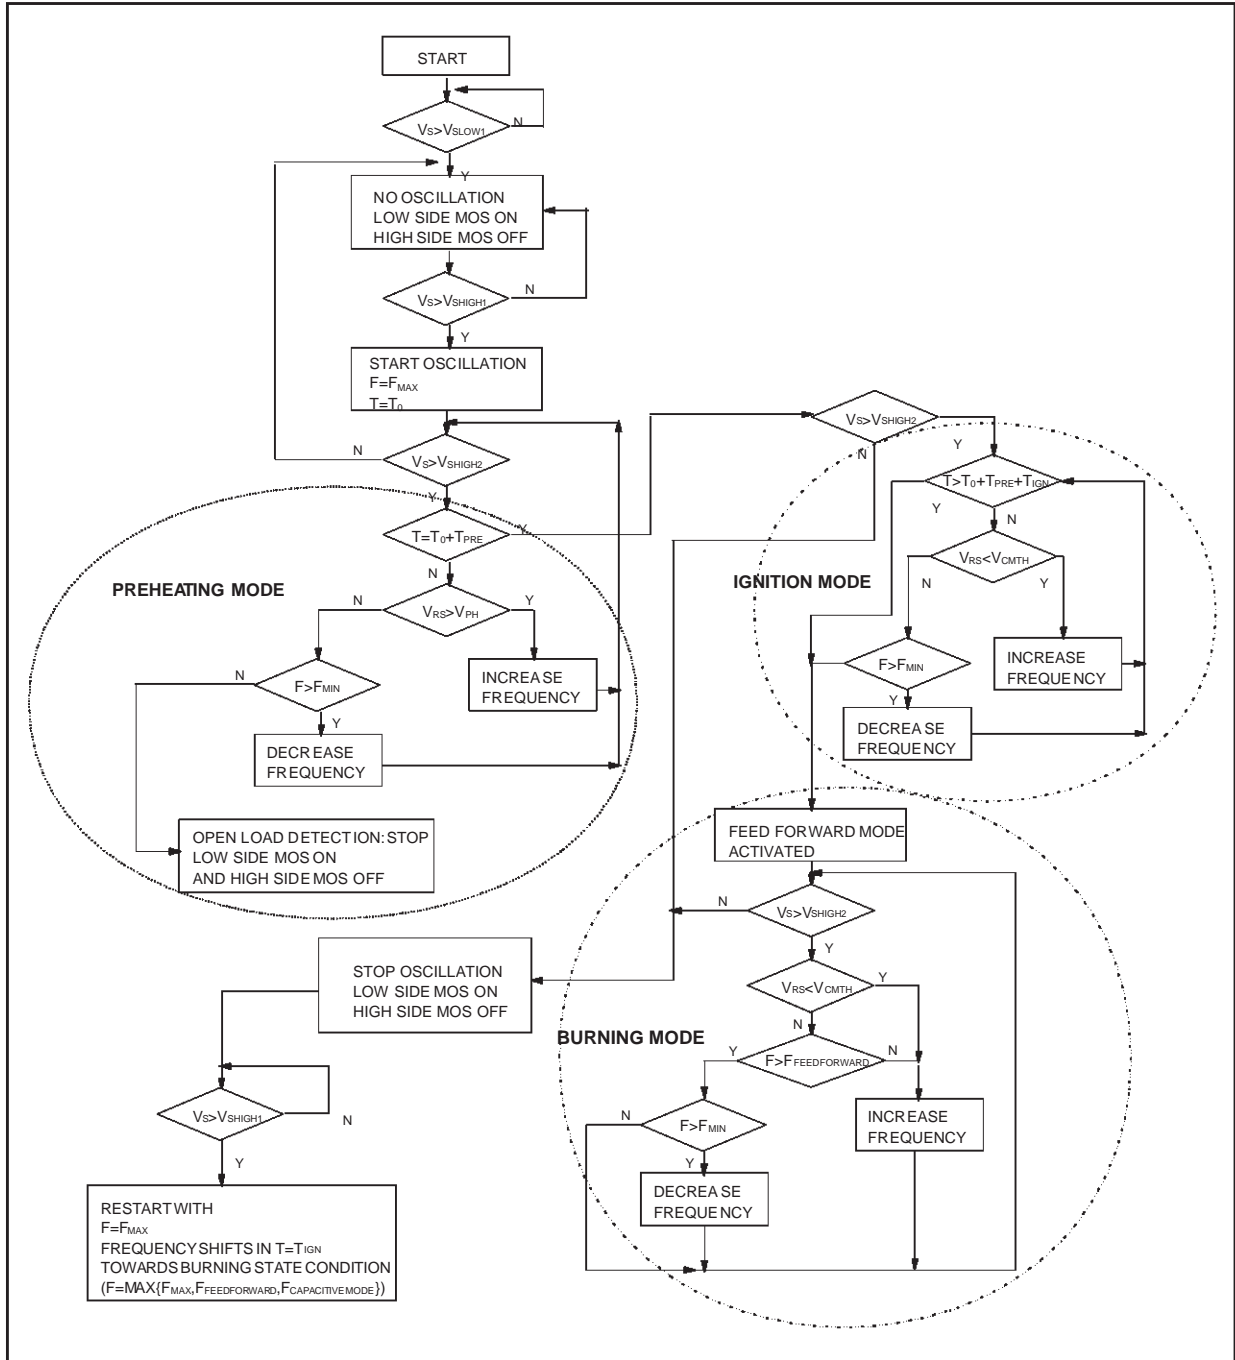 START
VS>VSLOW1
N
Y
NO OSCILLATION
LOW SIDE MOS ON
HIGH SIDE MOS OFF
VS>VSHIGH1
N
Y
START OSCILLATION
F=FMAX
T=T0
N
VS>VSHIGH2
Y
T=T0+TPRE
Y
N
PREHEATING MODE
N
VRS>VPH
Y
N
F>FMIN
INCREASE
FREQUENCY
Y
DECREASE
FREQUENCY
OPEN LOAD DETECTION: STOP
LOW SIDE MOS ON
AND HIGH SIDE MOS OFF
VS>VSHIGH2
Y
N
T>T0+TPRE+TIGN
Y
N
VRS<VCMTH
IGNITION MODE
N
Y
F>FMIN
INCREASE
FREQUENCY
Y
DECREASE
FREQUENCY
FEED FORWARD MODE
ACTIVATED
N
VS>VSHIGH2
Y
VRS<VCMTH
Y
N
BURNING MODE
Y
F>FFEEDFORWARD
N
N
F>FMIN
INCREASE
FREQUENCY
Y
DECREASE
FREQUENCY
STOP OSCILLATION
LOW SIDE MOS ON
HIGH SIDE MOS OFF
VS>VSHIGH1
N
Y
RESTART WITH
F=FMAX
FREQUENCY SHIFTS IN T=TIGN
TOWARDS BURNING STATE CONDITION
(F=MAX{FMAX,FFEEDFORWARD,FCAPACITIVEMODE})